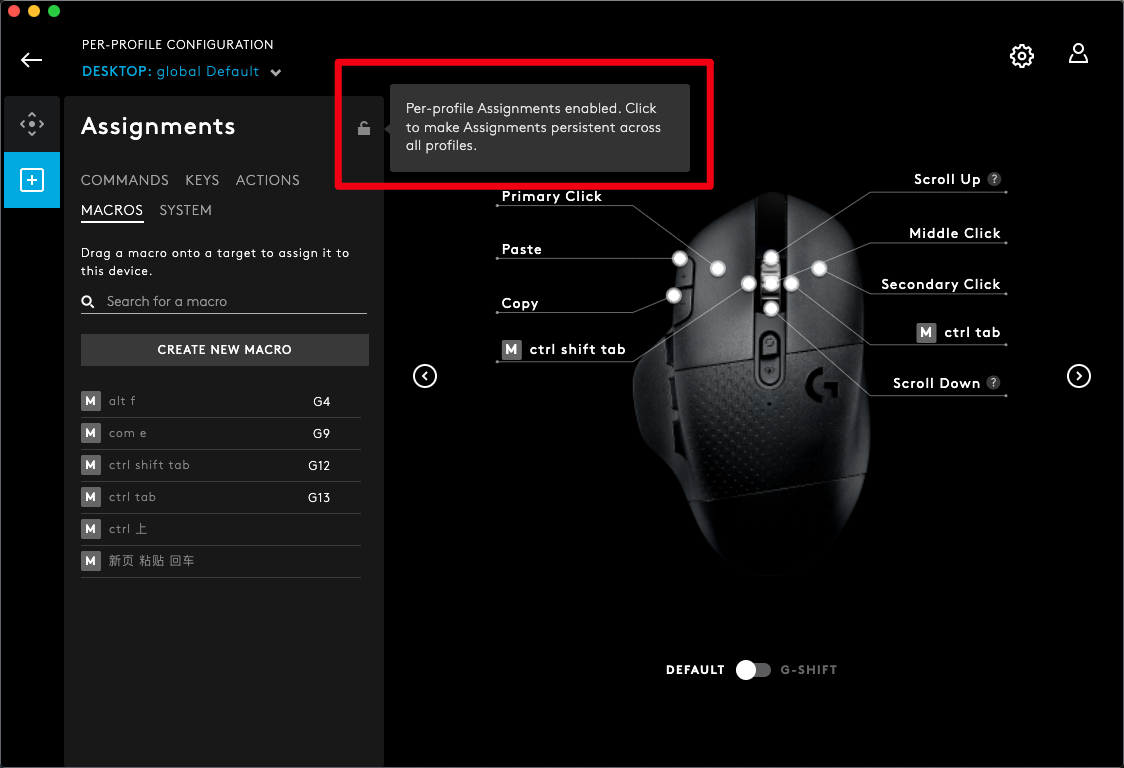 PER-PROFILE CONFIGURATION
DESKTOP: global Default
Assignments
Per-profile Assignments enabled. Click
to make Assignments persistent across
all profiles.
COMMANDS KEYS ACTIONS
MACROS SYSTEM
Drag a macro onto a target to assign it to
this device.
Search for a macro
CREATE NEW MACRO
M alt f G4
M com e G9
M ctrl shift tab G12
M ctrl tab G13
M ctrl 上
M 新页 粘贴 回车
Primary Click
Paste
Copy
M ctrl shift tab
Scroll Up ?
Middle Click
Secondary Click
M ctrl tab
Scroll Down ?
DEFAULT G-SHIFT